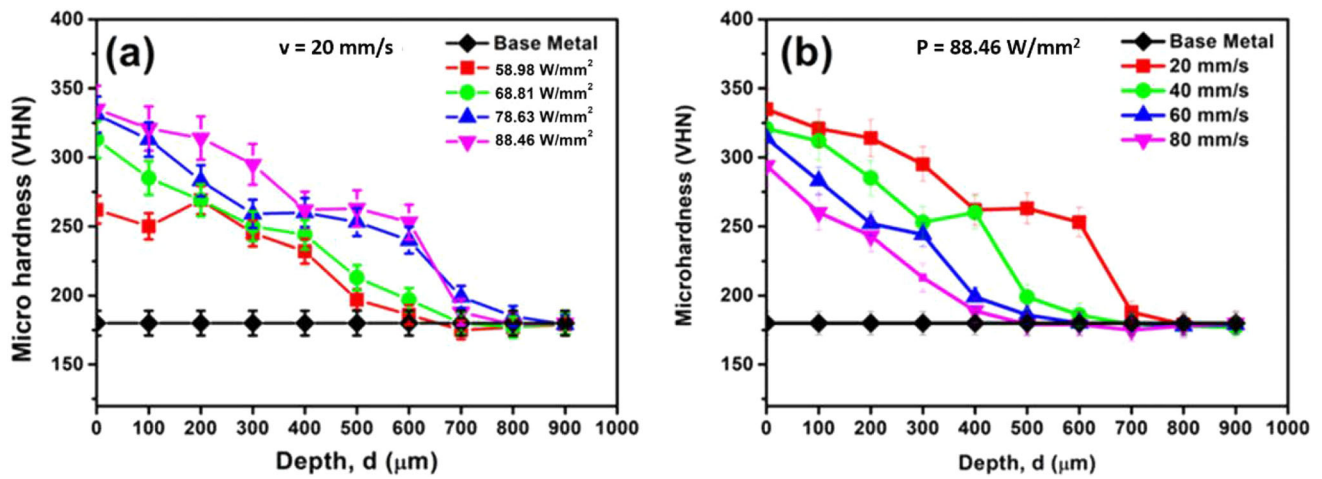 (a)
v = 20 mm/s
Base Metal
58.98 W/mm²
68.81 W/mm²
78.63 W/mm²
88.46 W/mm²
400
350
300
250
200
150
Micro hardness (VHN)
0 100 200 300 400 500 600 700 800 900 1000
Depth, d (μm)
(b)
P = 88.46 W/mm²
Base Metal
20 mm/s
40 mm/s
60 mm/s
80 mm/s
400
350
300
250
200
150
Microhardness (VHN)
0 100 200 300 400 500 600 700 800 900 1000
Depth, d (μm)